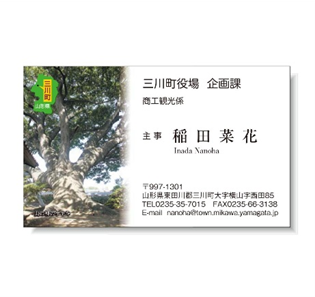 三川町
山形県
三川町役場 企画課
商工観光係
主事 稲田菜花
Inada Nanoha
〒997-1301
山形県東田川郡三川町大字横山字西田85
TEL0235-35-7015 FAX0235-66-3138
E-mail nanoha@town.mikawa.yamagata.jp